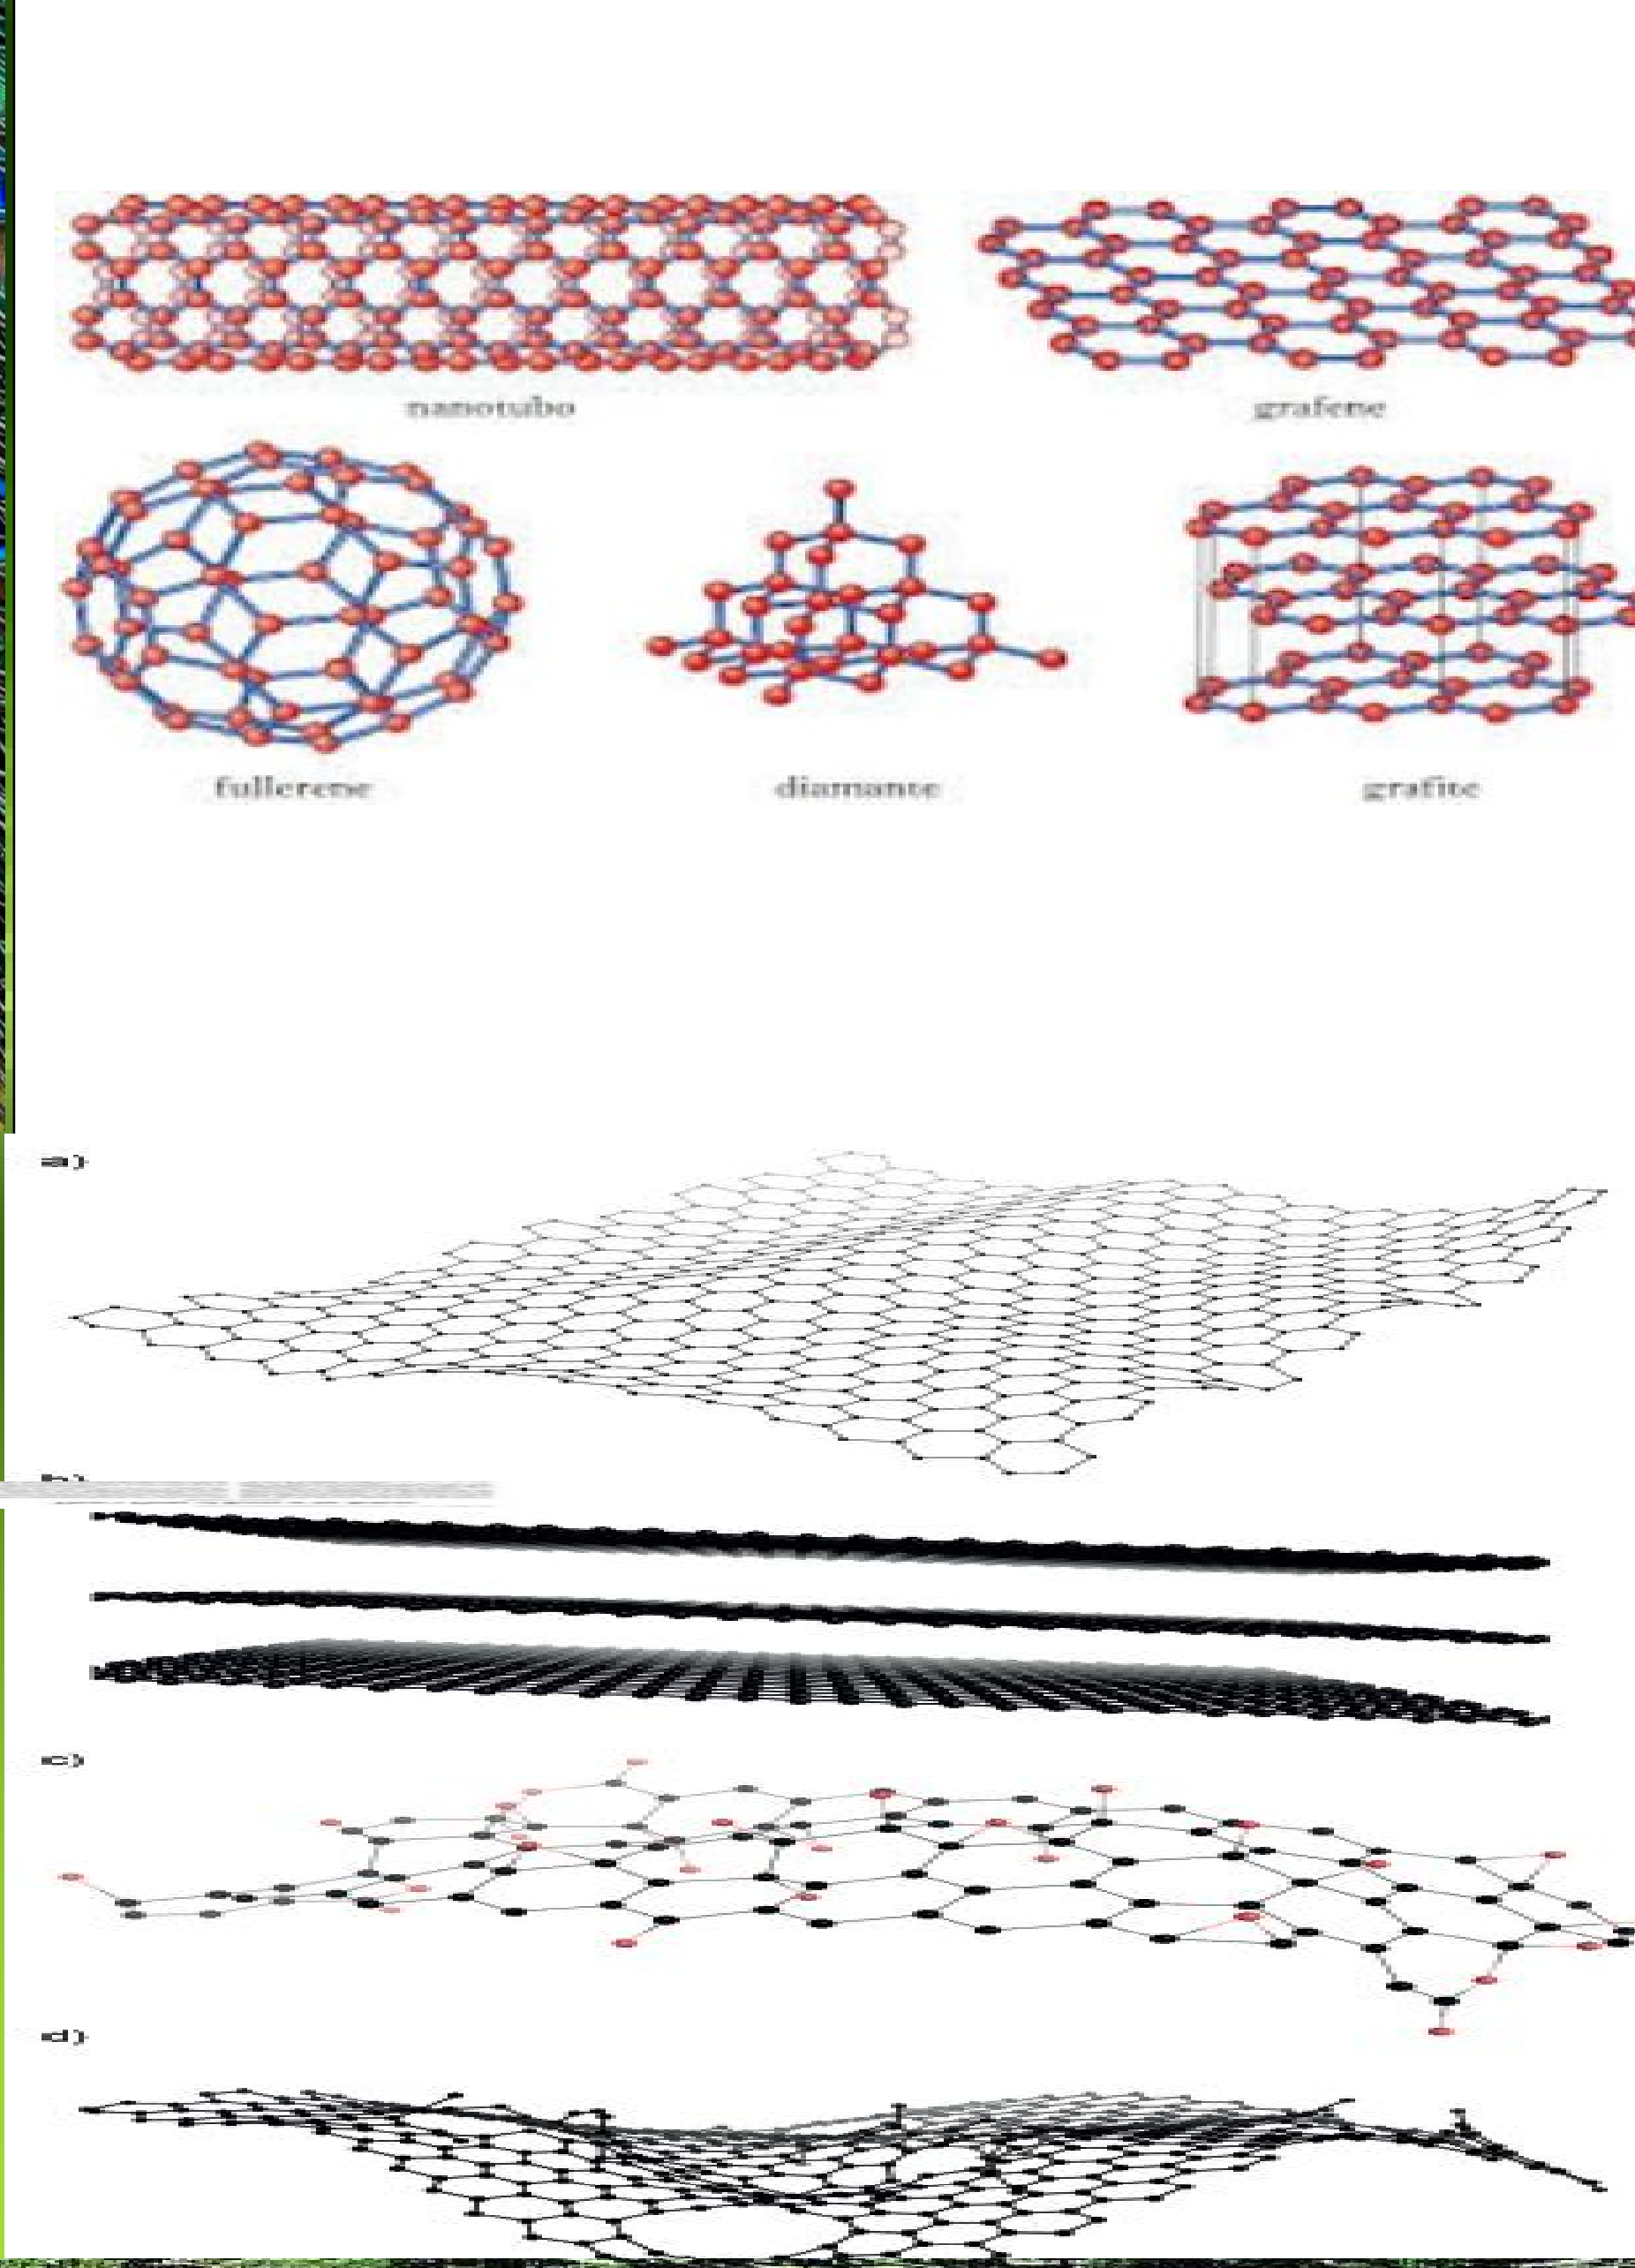 nanotubo
grafene
fullerene
diamante
grafite
a)
c)
d)